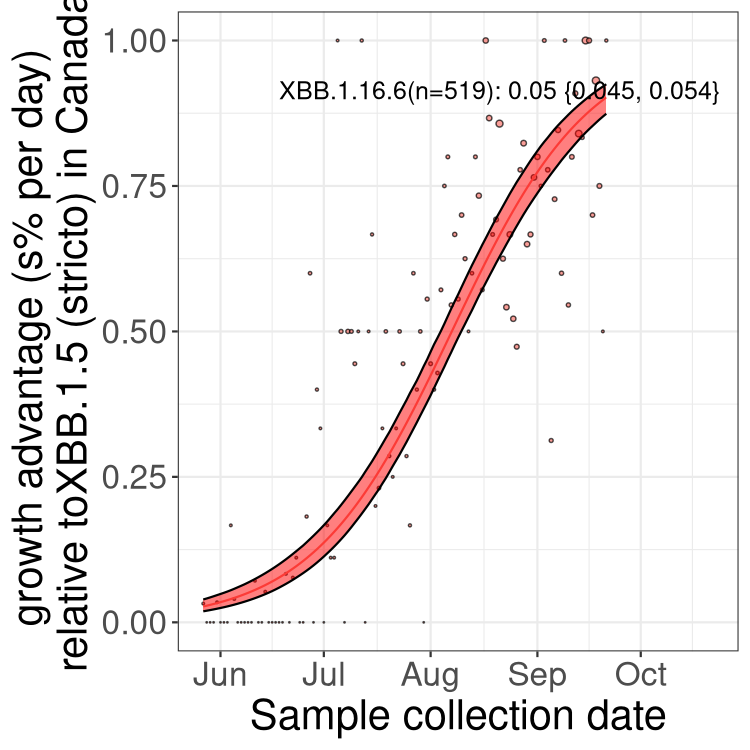 growth advantage (s% per day)
relative toXBB.1.5 (stricto) in Canada
1.00
0.75
0.50
0.25
0.00
XBB.1.16.6(n=519): 0.05 {0.045, 0.054}
Jun Jul Aug Sep Oct
Sample collection date